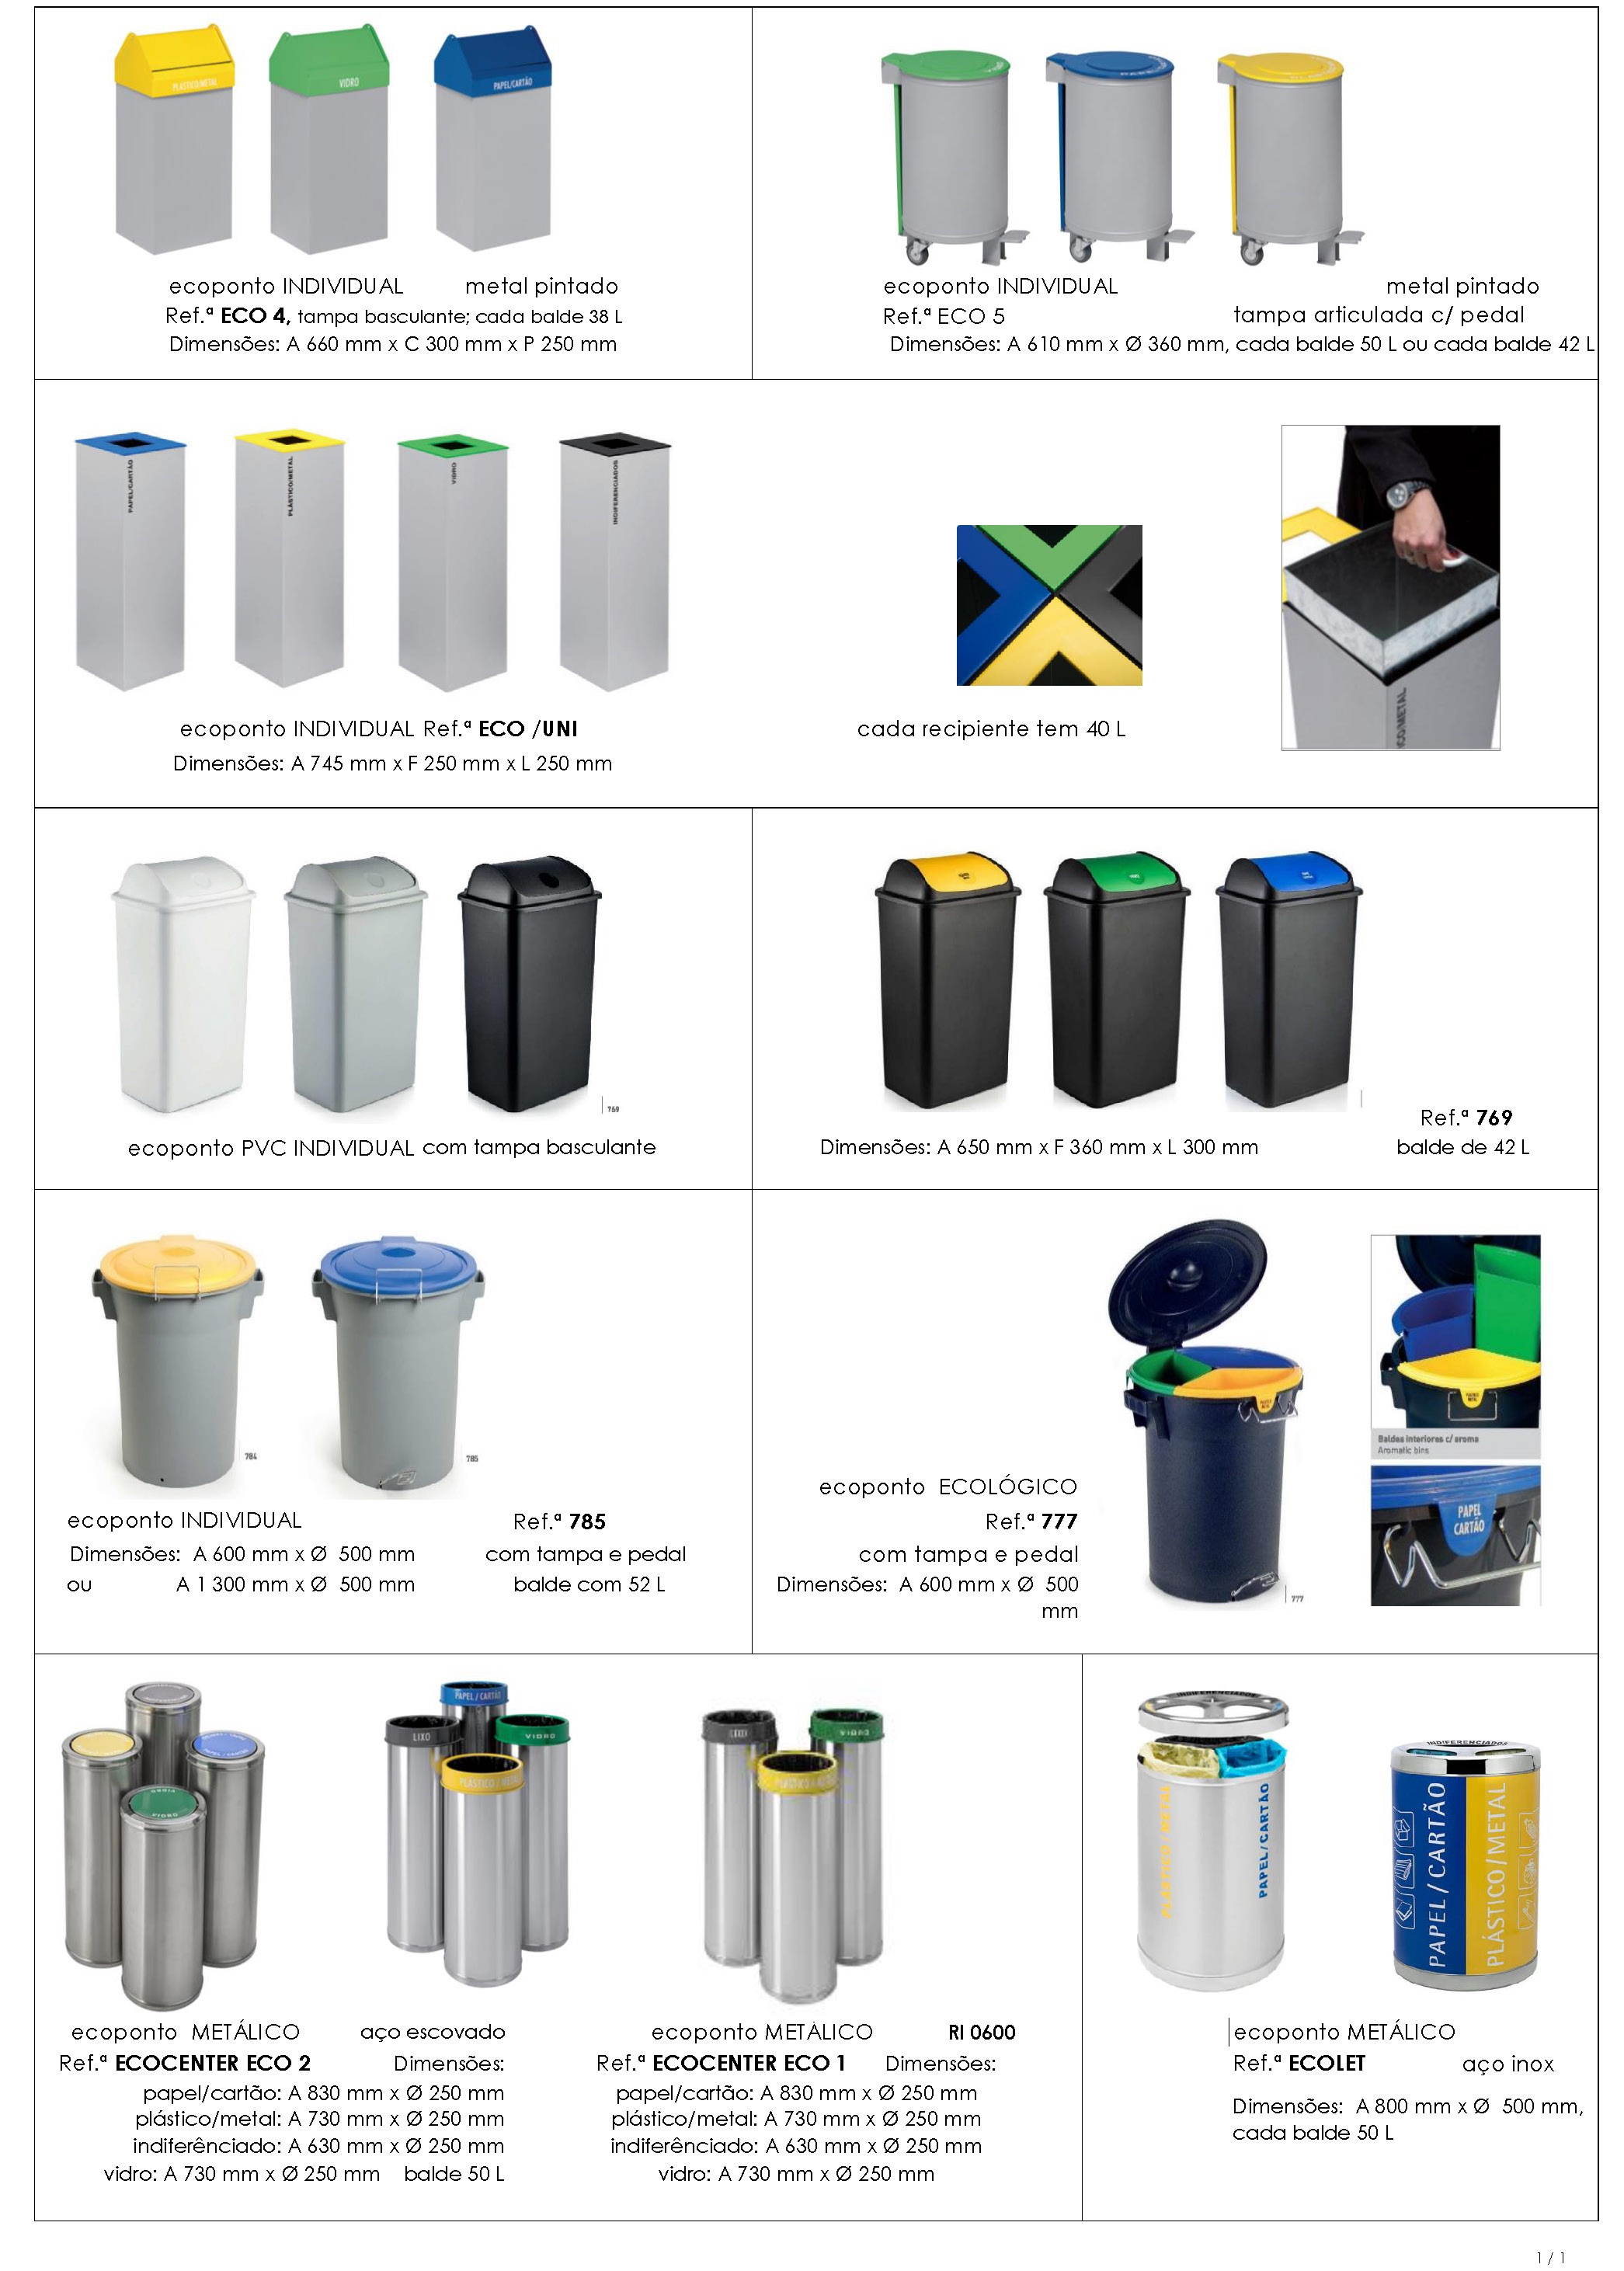 PLÁSTICO/METAL
VIDRO
PAPEL/CARTÃO
ecoponto INDIVIDUAL metal pintado
Ref.ª ECO 4, tampa basculante; cada balde 38 L
Dimensões: A 660 mm x C 300 mm x P 250 mm
ecoponto INDIVIDUAL metal pintado
Ref.ª ECO 5 tampa articulada c/ pedal
Dimensões: A 610 mm x Ø 360 mm, cada balde 50 L ou cada balde 42 L
PAPEL/CARTÃO
PLÁSTICO/METAL
VIDRO
INDIFERENCIADOS
ICO/METAL
ecoponto INDIVIDUAL Ref.ª ECO /UNI
Dimensões: A 745 mm x F 250 mm x L 250 mm
cada recipiente tem 40 L
769
ecoponto PVC INDIVIDUAL com tampa basculante
Ref.ª 769
Dimensões: A 650 mm x F 360 mm x L 300 mm balde de 42 L
784
785
ecoponto INDIVIDUAL Ref.ª 785
Dimensões: A 600 mm x Ø 500 mm com tampa e pedal
ou A 1 300 mm x Ø 500 mm balde com 52 L
ecoponto ECOLÓGICO
Ref.ª 777
com tampa e pedal
Dimensões: A 600 mm x Ø 500
mm
777
Baldes interiores c/ aroma
Aromatic bins
PAPEL
CARTÃO
VIDRO
PAPEL / CARTÃO
LIXO
VIDRO
PLÁSTICO / METAL
VIDRO
ecoponto METÁLICO aço escovado
Ref.ª ECOCENTER ECO 2 Dimensões:
papel/cartão: A 830 mm x Ø 250 mm
plástico/metal: A 730 mm x Ø 250 mm
indiferênciado: A 630 mm x Ø 250 mm
vidro: A 730 mm x Ø 250 mm balde 50 L
ecoponto METÁLICO RI 0600
Ref.ª ECOCENTER ECO 1 Dimensões:
papel/cartão: A 830 mm x Ø 250 mm
plástico/metal: A 730 mm x Ø 250 mm
indiferênciado: A 630 mm x Ø 250 mm
vidro: A 730 mm x Ø 250 mm
INDIFERENCIADOS
PLÁSTICO/METAL
PAPEL/CARTÃO
INDIFERENCIADOS
PAPEL/CARTÃO
PLÁSTICO/METAL
ecoponto METÁLICO
Ref.ª ECOLET aço inox
Dimensões: A 800 mm x Ø 500 mm,
cada balde 50 L
1 / 1